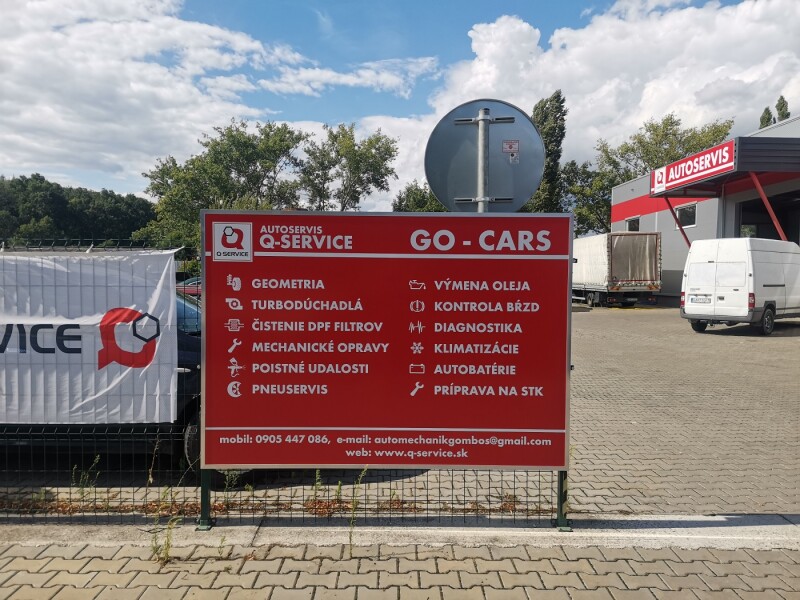 AUTOSERVIS
Q-SERVICE
GO - CARS
Q-SERVICE
GEOMETRIA
TURBODÚCHADLÁ
ČISTENIE DPF FILTROV
MECHANICKÉ OPRAVY
POISTNÉ UDALOSTI
PNEUSERVIS
VÝMENA OLEJA
KONTROLA BŔZD
DIAGNOSTIKA
KLIMATIZÁCIE
AUTOBATÉRIE
PRÍPRAVA NA STK
mobil: 0905 447 086, e-mail: automechanikgombos@gmail.com
web: www.q-service.sk
VICE
AUTOSERVIS